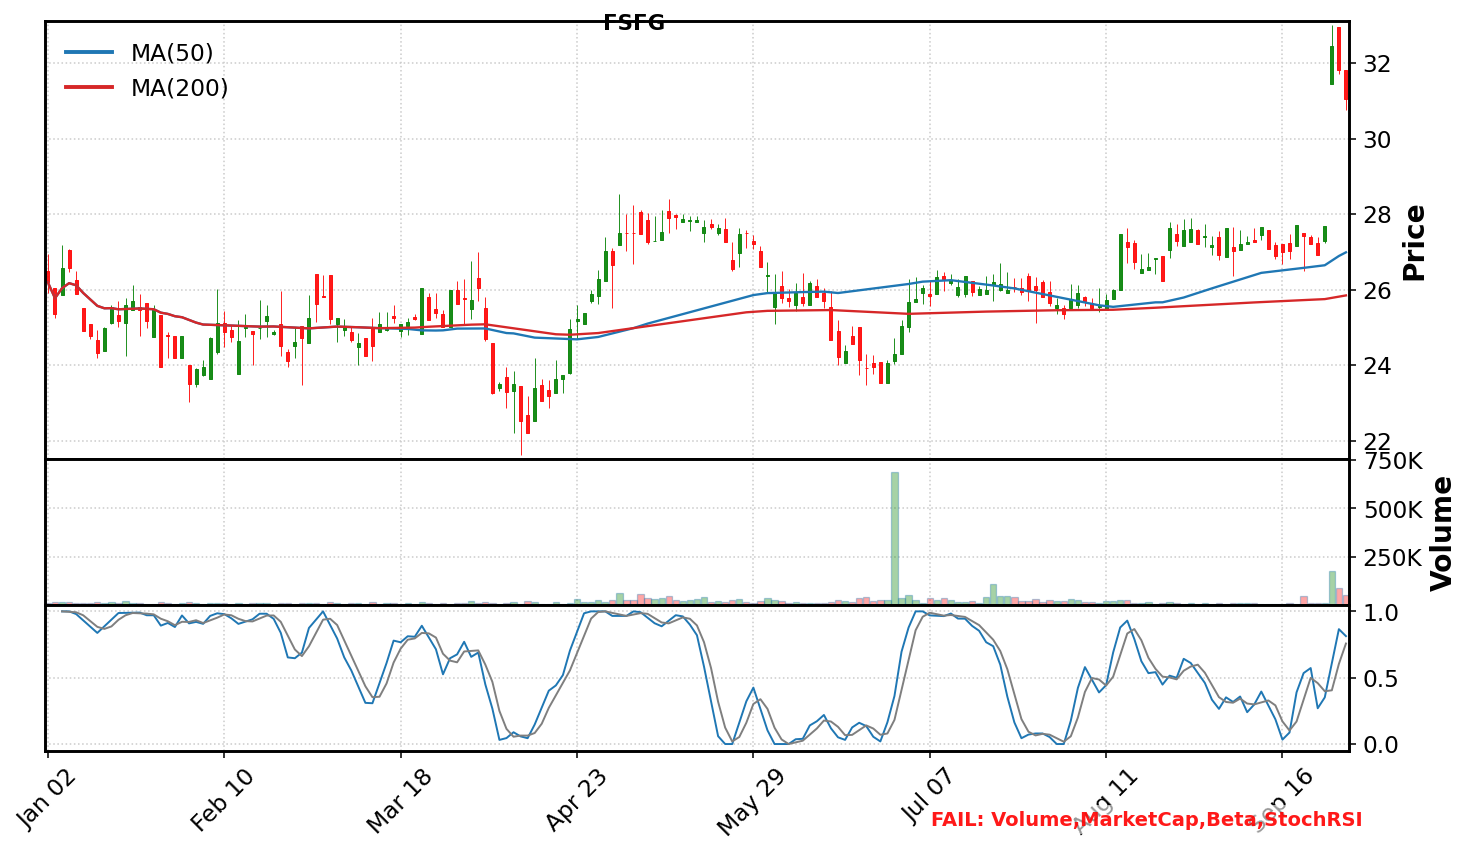 FSFG
MA(50)
MA(200)
32
30
28
26
24
22
Price
750K
500K
250K
Volume
1.0
0.5
0.0
Jan 02
Feb 10
Mar 18
Apr 23
May 29
Jul 07
Aug 11
Sep 16
FAIL: Volume,MarketCap,Beta,StochRSI